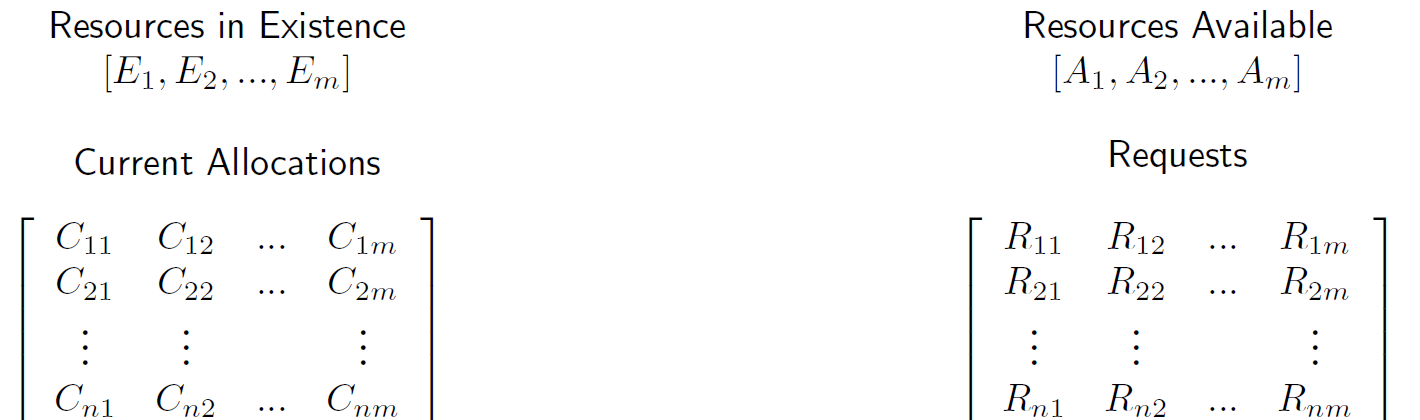 Resources in Existence
[E₁, E₂, ..., Eₘ]
Current Allocations
C₁₁ C₁₂ ... C₁ₘ
C₂₁ C₂₂ ... C₂ₘ
⋮ ⋮ ⋮
Cₙ₁ Cₙ₂ ... Cₙₘ
Resources Available
[A₁, A₂, ..., Aₘ]
Requests
R₁₁ R₁₂ ... R₁ₘ
R₂₁ R₂₂ ... R₂ₘ
⋮ ⋮ ⋮
Rₙ₁ Rₙ₂ ... Rₙₘ